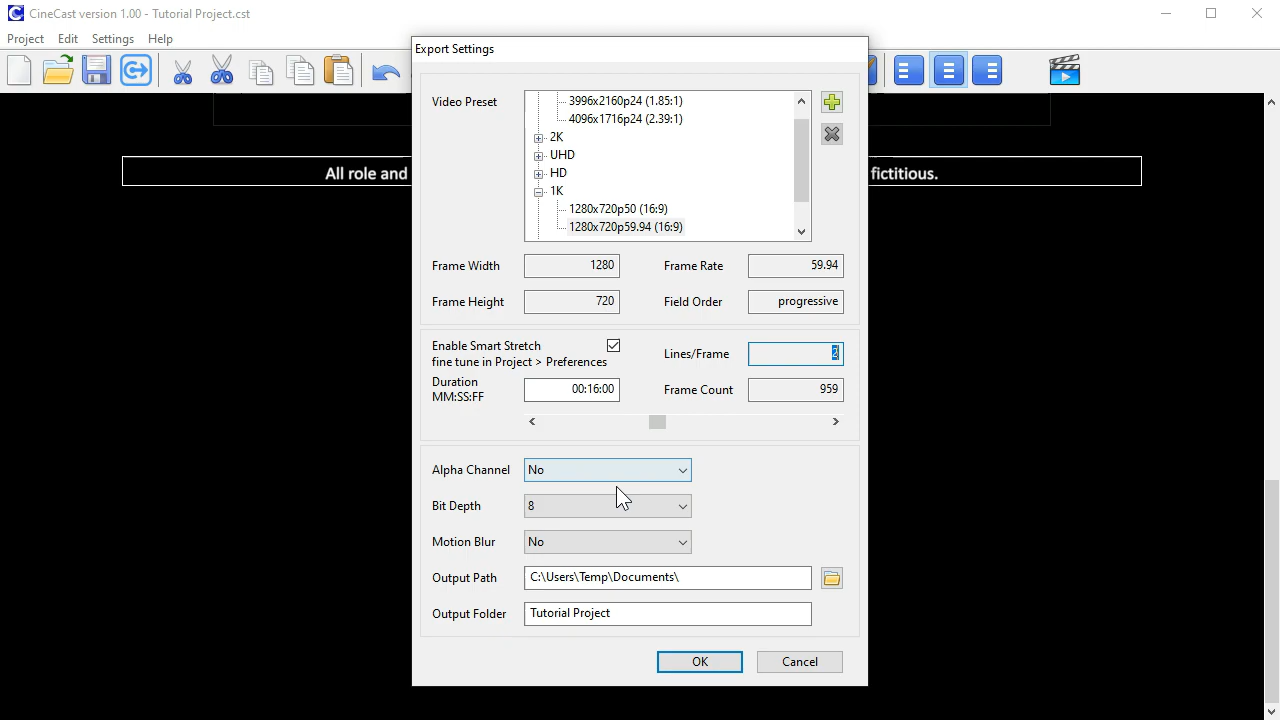 CineCast version 1.00 - Tutorial Project.cst
Project Edit Settings Help
Export Settings
Video Preset
3996x2160p24 (1.85:1)
4096x1716p24 (2.39:1)
2K
UHD
HD
1K
1280x720p50 (16:9)
1280x720p59.94 (16:9)
All role and
fictitious.
Frame Width 1280 Frame Rate 59.94
Frame Height 720 Field Order progressive
Enable Smart Stretch
fine tune in Project > Preferences
Lines/Frame 2
Duration
MM:SS:FF
00:16:00 Frame Count 959
Alpha Channel No
Bit Depth 8
Motion Blur No
Output Path C:\Users\Temp\Documents\
Output Folder Tutorial Project
OK Cancel